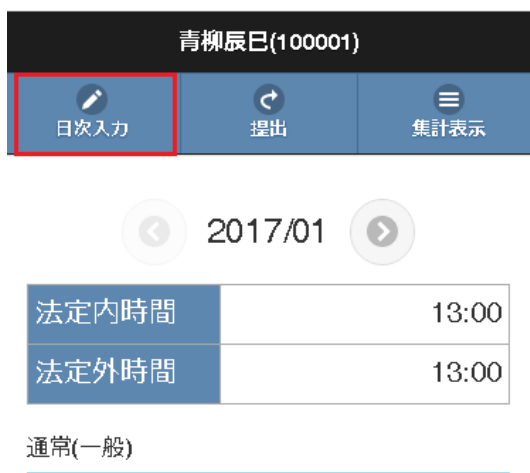 青柳辰巳(100001)
日次入力
提出
集計表示
2017/01
法定内時間 13:00
法定外時間 13:00
通常(一般)